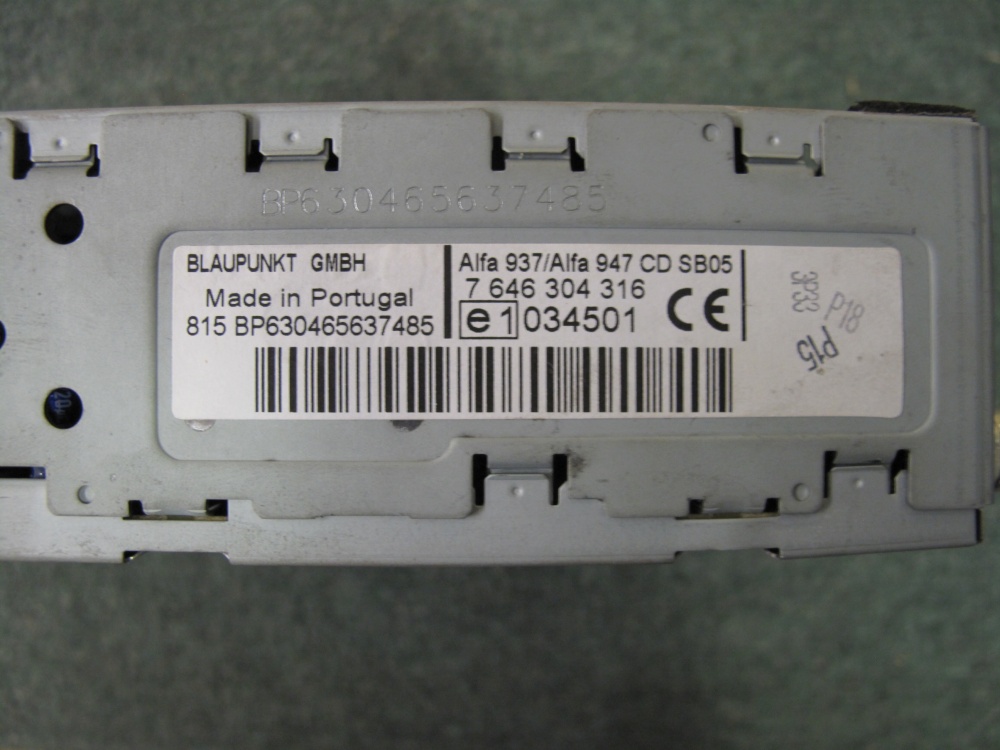 BP630465637485
BLAUPUNKT GMBH
Made in Portugal
815 BP630465637485
Alfa 937/Alfa 947 CD SB05
7 646 304 316
e1 034501 CE
3P33
P18
P15